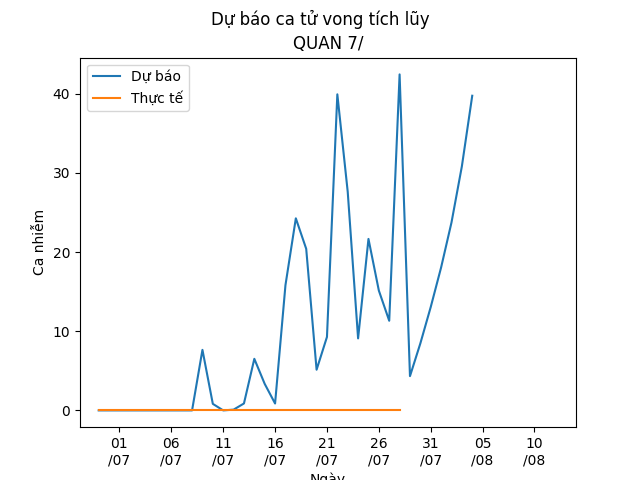 Dự báo ca tử vong tích lũy
QUAN 7/
Dự báo
Thực tế
Ca nhiễm
40
30
20
10
0
01 06 11 16 21 26 31 05 10
/07 /07 /07 /07 /07 /07 /07 /08 /08
Ngày